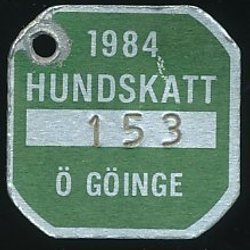 1984
HUNDSKATT
153
Ö GÖINGE